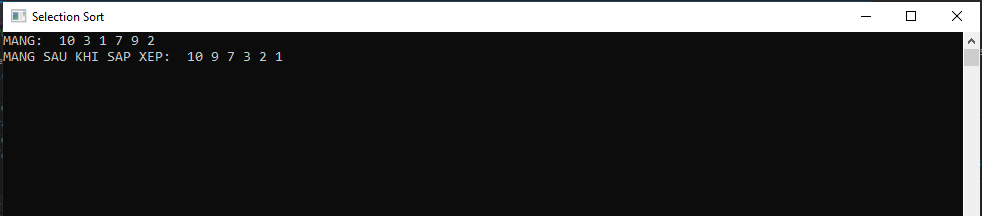 Selection Sort
MANG:  10 3 1 7 9 2
MANG SAU KHI SAP XEP:  10 9 7 3 2 1